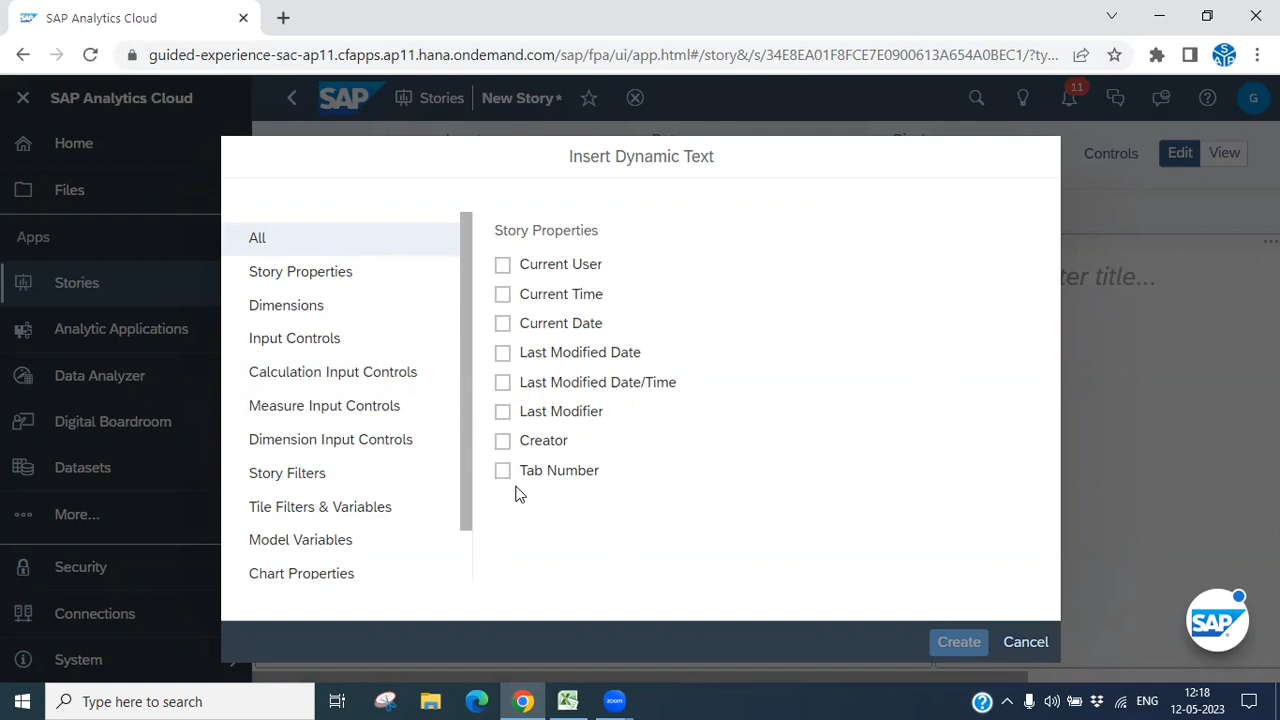 SAP
SAP Analytics Cloud
guided-experience-sac-ap11.cfapps.ap11.hana.ondemand.com/sap/fpa/ui/app.html#/story&/s/34E8EA01F8FCE7E0900613A654A0BEC1/?ty...
SAP Analytics Cloud
SAP
Stories
New Story*
11
G
Home
Files
Apps
Stories
Analytic Applications
Data Analyzer
Digital Boardroom
Datasets
More...
Security
Connections
System
Controls
Edit
View
ter title...
Insert Dynamic Text
All
Story Properties
Dimensions
Input Controls
Calculation Input Controls
Measure Input Controls
Dimension Input Controls
Story Filters
Tile Filters & Variables
Model Variables
Chart Properties
Story Properties
Current User
Current Time
Current Date
Last Modified Date
Last Modified Date/Time
Last Modifier
Creator
Tab Number
Create
Cancel
SAP
Type here to search
zoom
ENG
12:18
12-05-2023